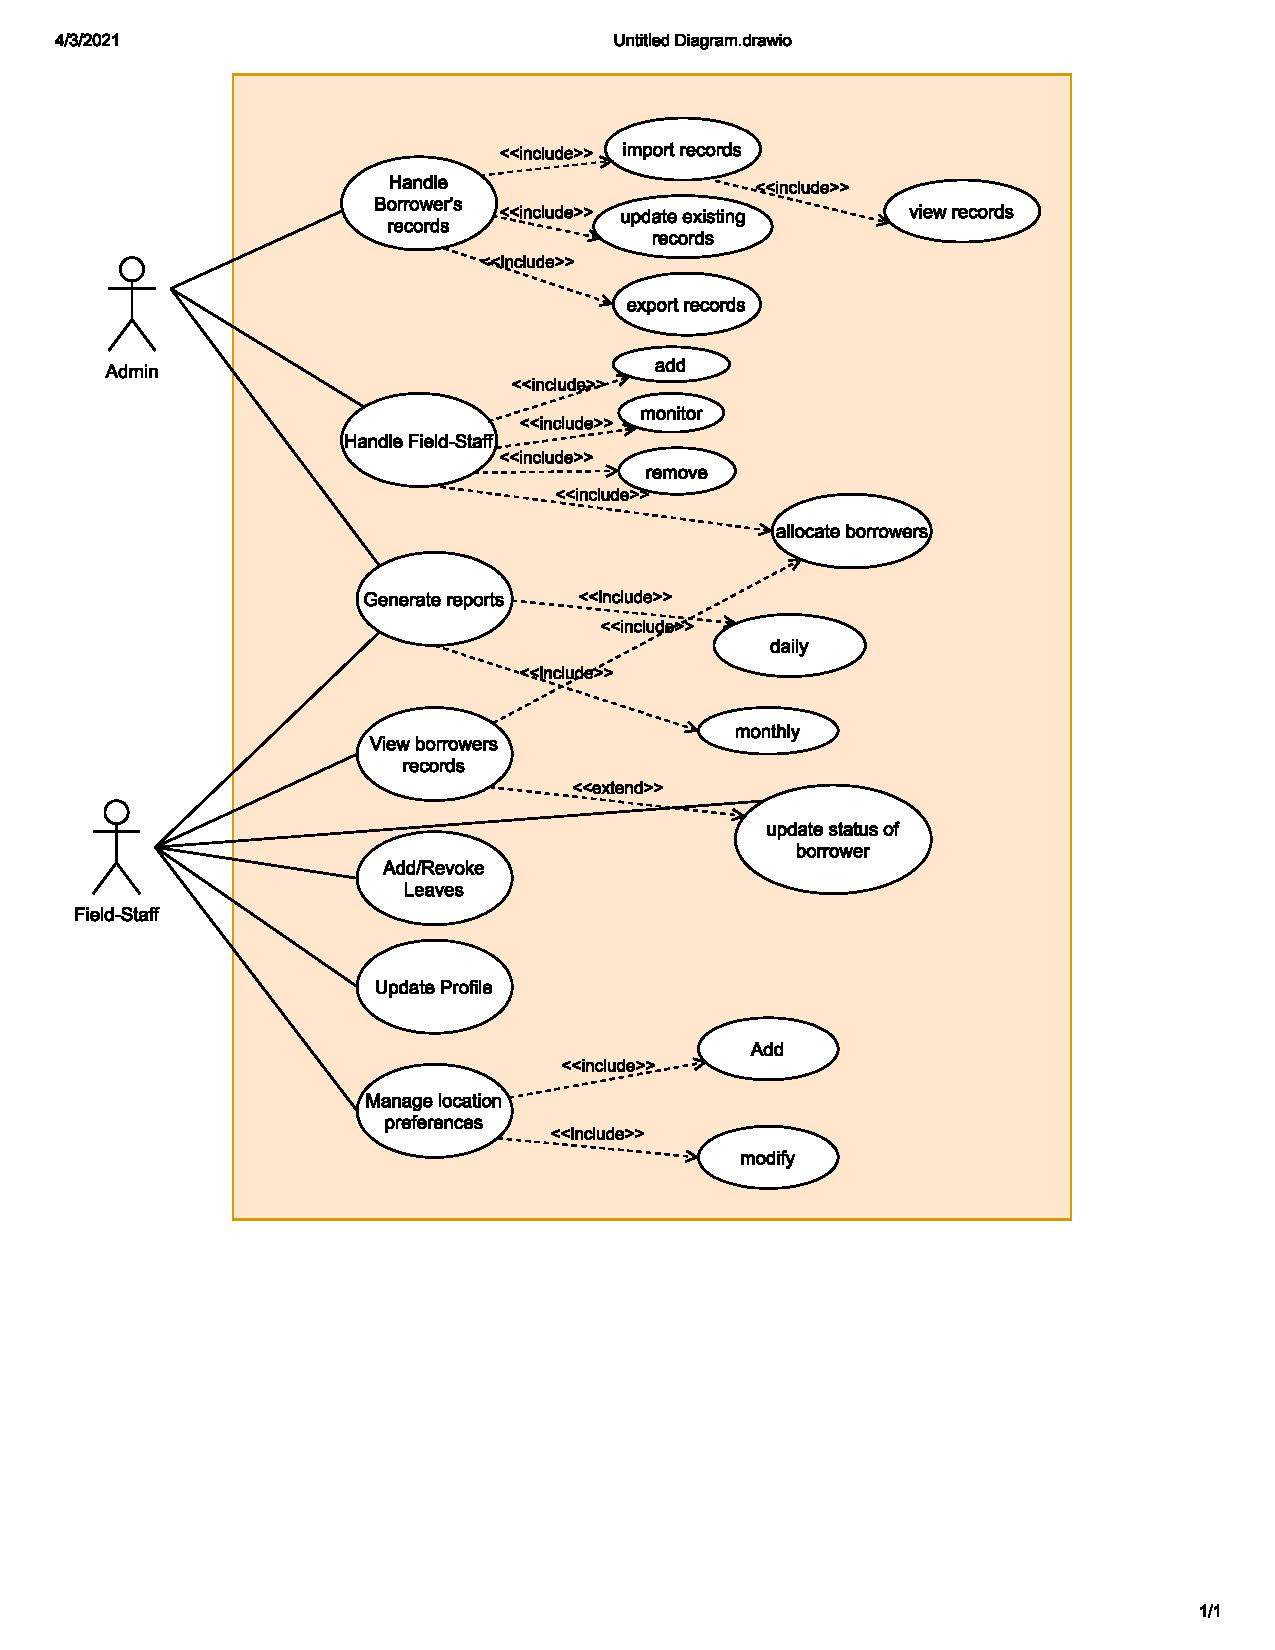 4/3/2021
Untitled Diagram.drawio
<<include>>
import records
Handle
Borrower's
records
<<include>>
view records
<<include>>
update existing
records
<<include>>
export records
Admin
add
<<include>>
monitor
<<include>>
Handle Field-Staff
<<include>>
remove
<<include>>
allocate borrowers
Generate reports
<<include>>
<<include>>
daily
<<include>>
monthly
View borrowers
records
<<extend>>
update status of
borrower
Add/Revoke
Leaves
Field-Staff
Update Profile
Add
<<include>>
Manage location
preferences
<<include>>
modify
1/1